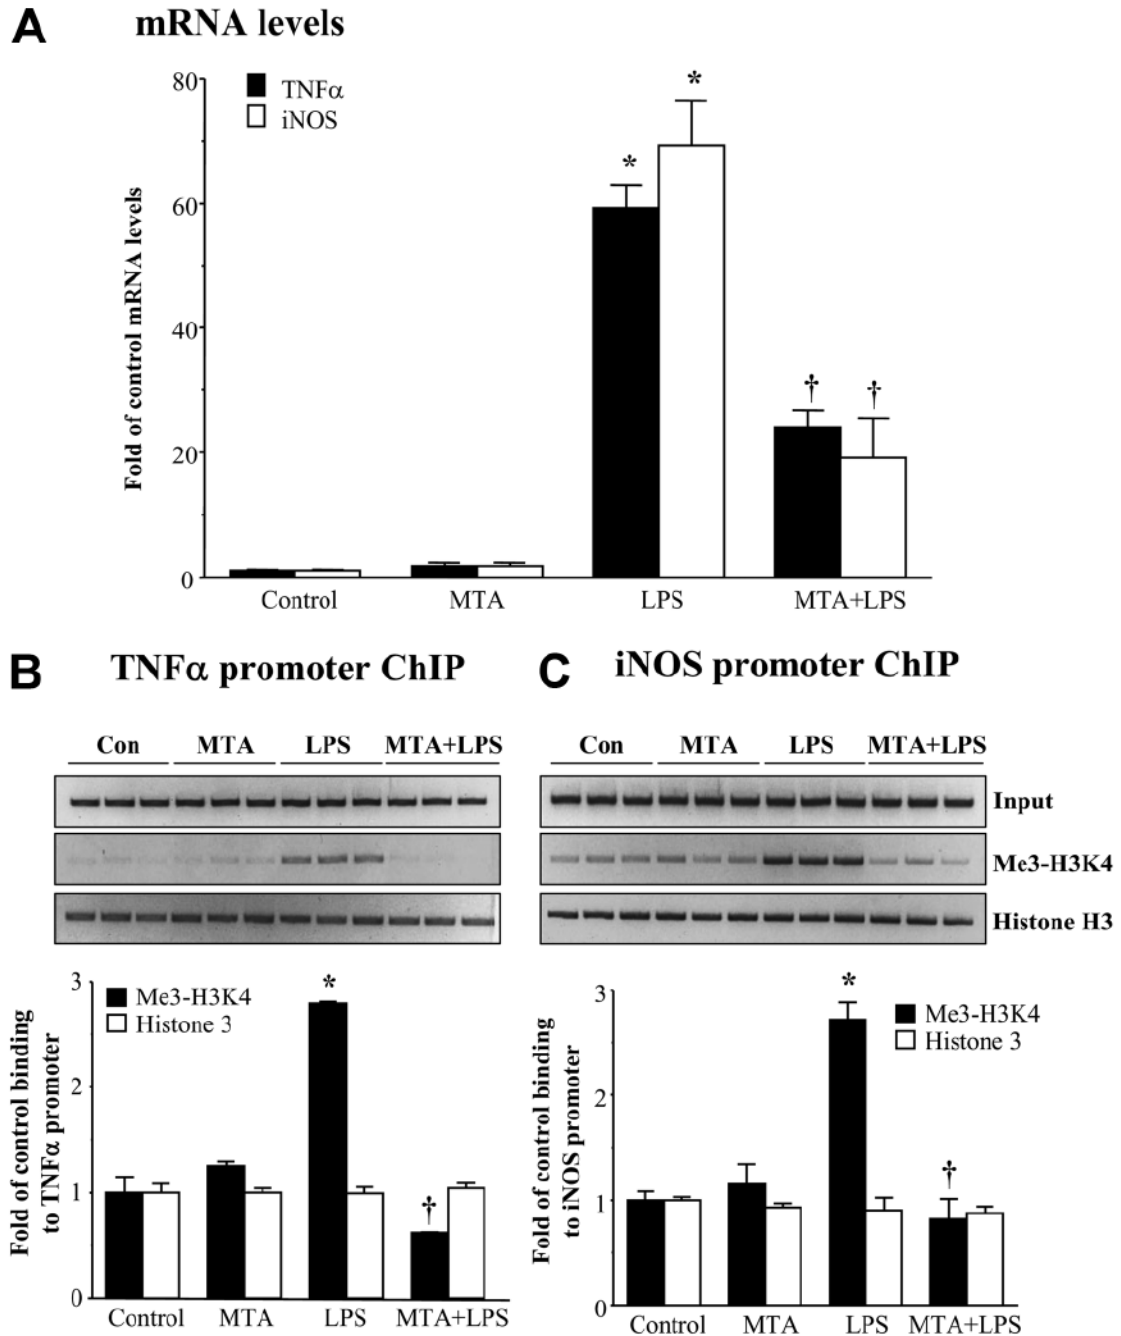 A mRNA levels
80
60
40
20
0
Fold of control mRNA levels
TNFα
iNOS
*
*
†
†
Control MTA LPS MTA+LPS
B TNFα promoter ChIP
Con MTA LPS MTA+LPS
C iNOS promoter ChIP
Con MTA LPS MTA+LPS
Input
Me3-H3K4
Histone H3
3
2
1
0
Fold of control binding
to TNFα promoter
Me3-H3K4
Histone 3
*
†
Control MTA LPS MTA+LPS
3
2
1
0
Fold of control binding
to iNOS promoter
*
†
Me3-H3K4
Histone 3
Control MTA LPS MTA+LPS